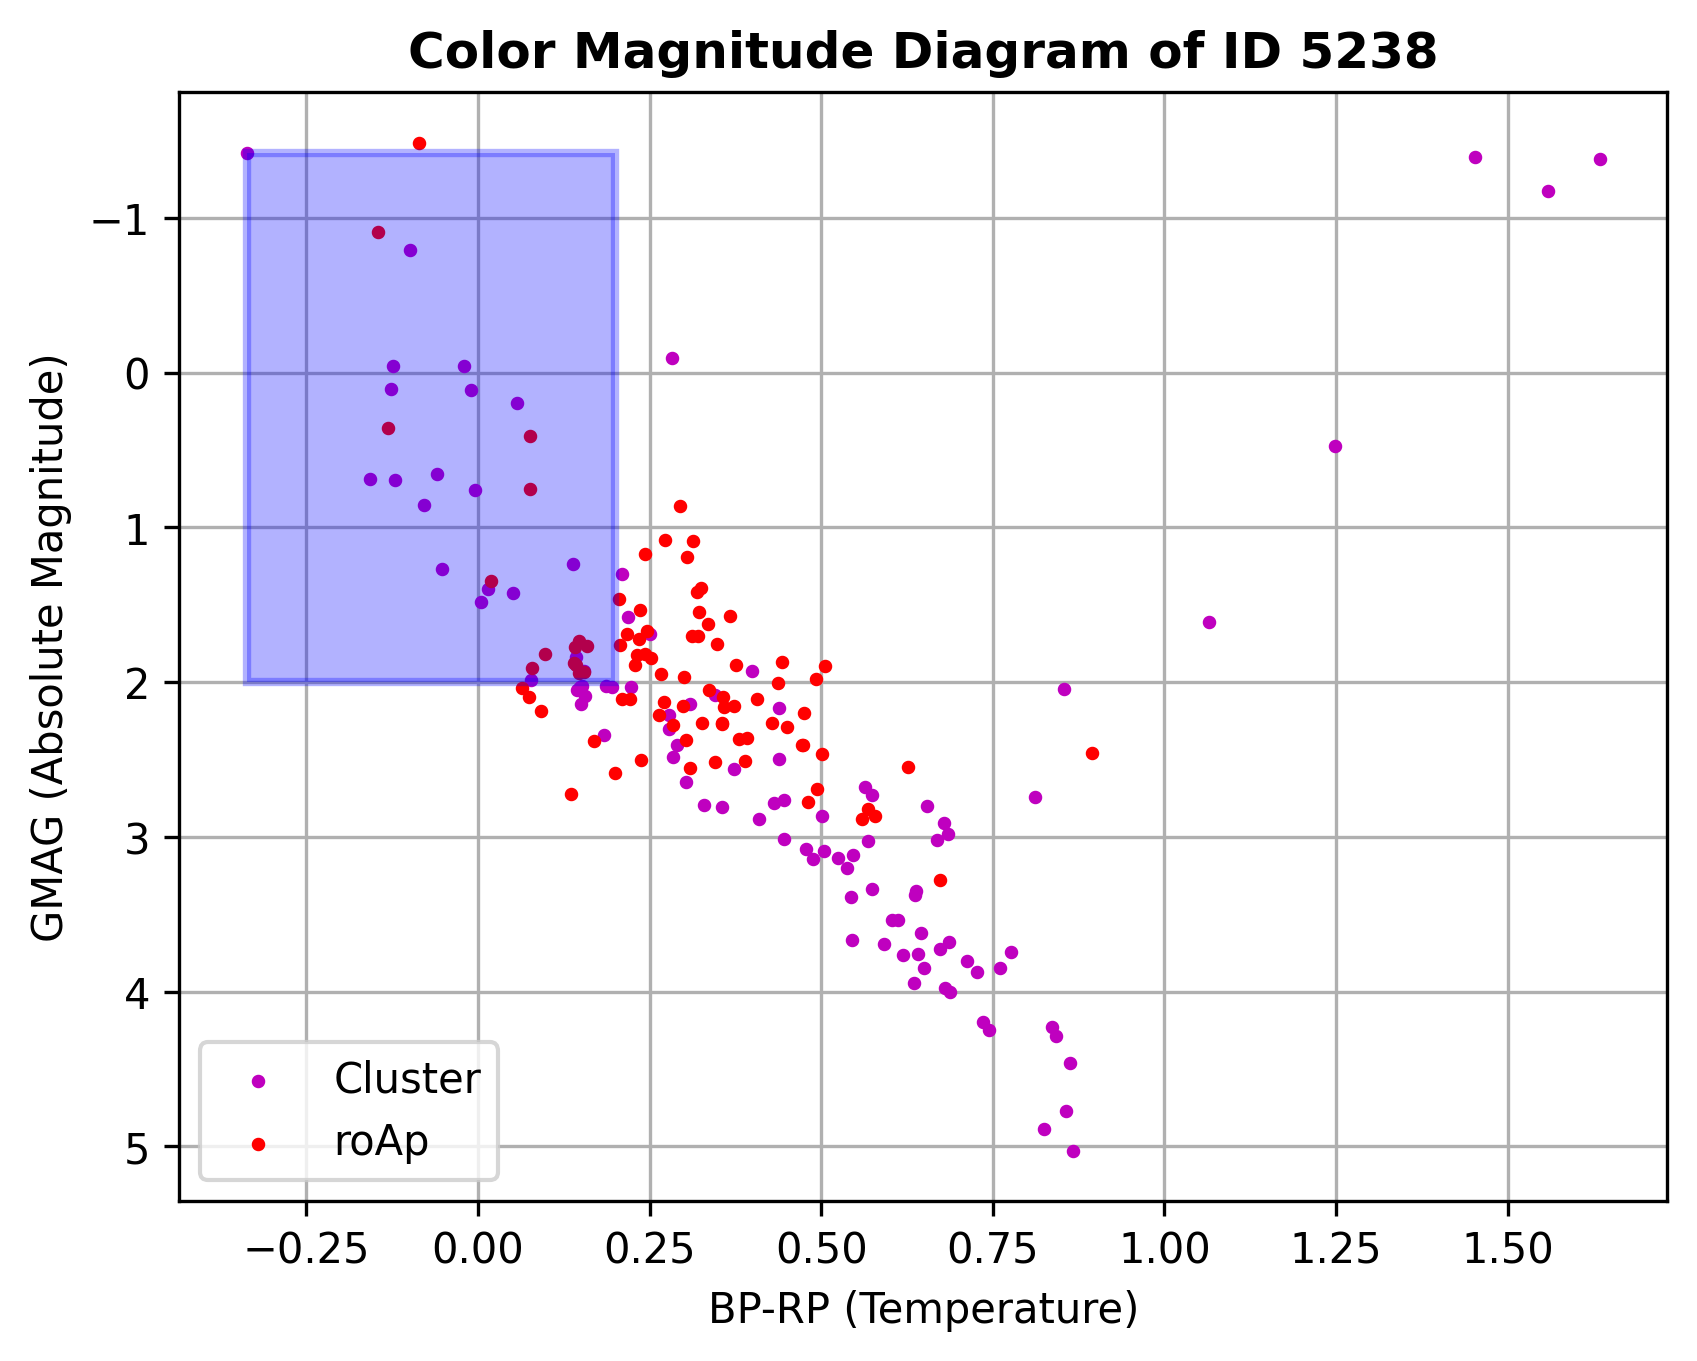 Color Magnitude Diagram of ID 5238
GMAG (Absolute Magnitude)
−1
0
1
2
3
4
5
Cluster
roAp
−0.25 0.00 0.25 0.50 0.75 1.00 1.25 1.50
BP-RP (Temperature)